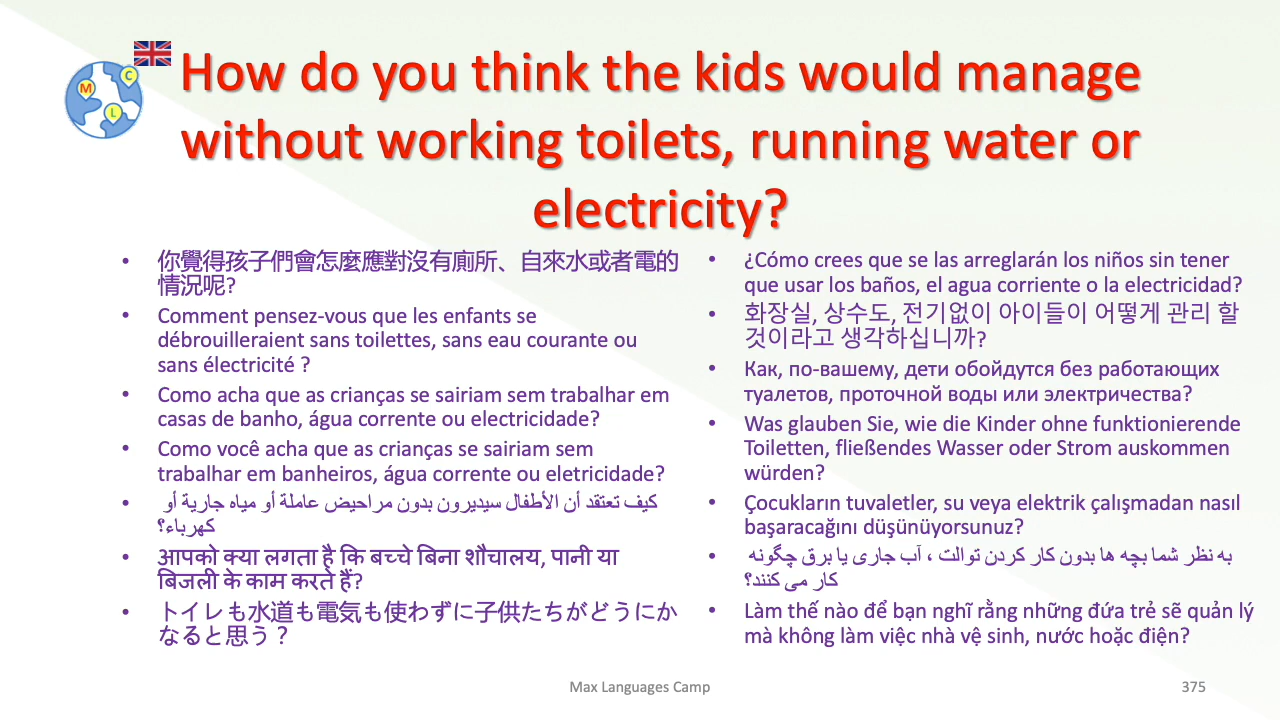 M
C
L
How do you think the kids would manage
without working toilets, running water or
electricity?
• 你覺得孩子們會怎麼應對沒有廁所、自來水或者電的
情況呢?
• Comment pensez-vous que les enfants se
débrouilleraient sans toilettes, sans eau courante ou
sans électricité ?
• Como acha que as crianças se sairiam sem trabalhar em
casas de banho, água corrente ou electricidade?
• Como você acha que as crianças se sairiam sem
trabalhar em banheiros, água corrente ou eletricidade?
• كيف تعتقد أن الأطفال سيديرون بدون مراحيض عاملة أو مياه جارية أو
كهرباء؟
• आपको क्या लगता है कि बच्चे बिना शौचालय, पानी या
बिजली के काम करते हैं?
• トイレも水道も電気も使わずに子供たちがどうにか
なると思う？
• ¿Cómo crees que se las arreglarán los niños sin tener
que usar los baños, el agua corriente o la electricidad?
• 화장실, 상수도, 전기없이 아이들이 어떻게 관리 할
것이라고 생각하십니까?
• Как, по-вашему, дети обойдутся без работающих
туалетов, проточной воды или электричества?
• Was glauben Sie, wie die Kinder ohne funktionierende
Toiletten, fließendes Wasser oder Strom auskommen
würden?
• Çocukların tuvaletler, su veya elektrik çalışmadan nasıl
başaracağını düşünüyorsunuz?
• به نظر شما بچه ها بدون کار کردن توالت ، آب جاری یا برق چگونه
کار می کنند؟
• Làm thế nào để bạn nghĩ rằng những đứa trẻ sẽ quản lý
mà không làm việc nhà vệ sinh, nước hoặc điện?
Max Languages Camp
375